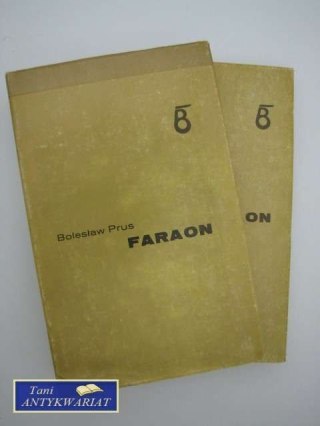 B
B
Bolesław Prus
FARAON
ON
Tani
ANTYKWARIAT